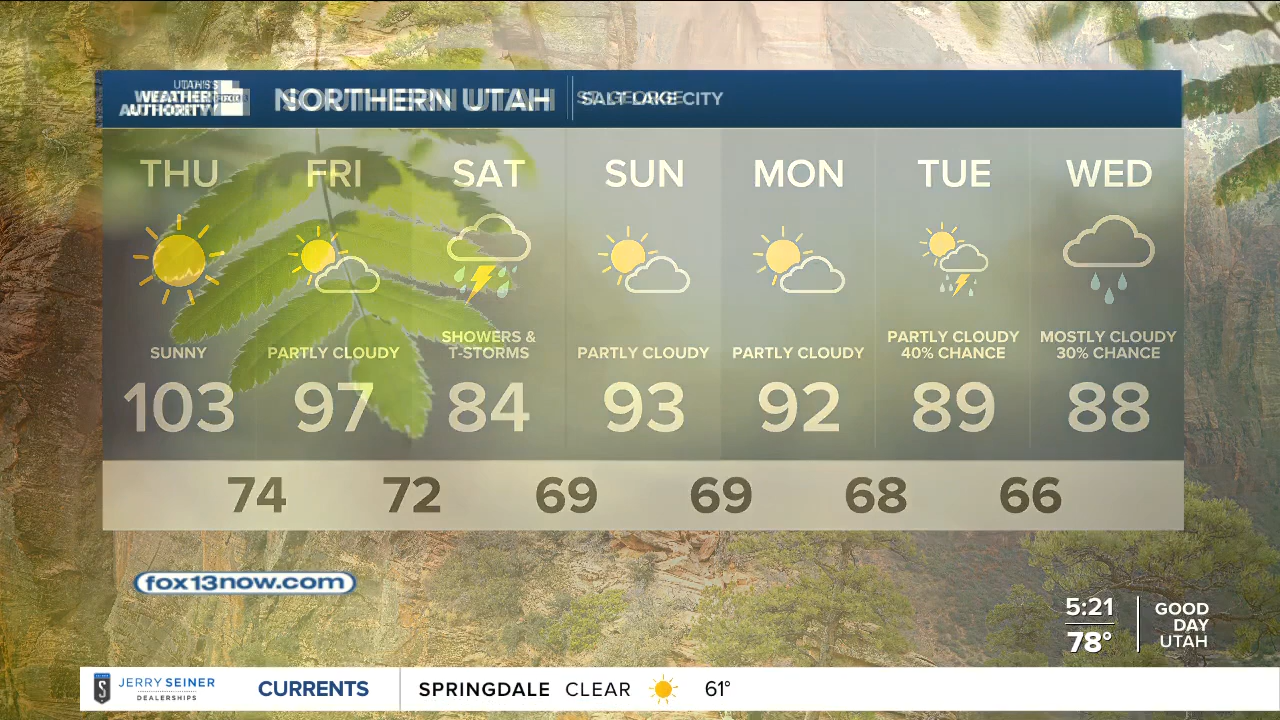 UTAH'S
WEATHER
AUTHORITY
NORTHERN UTAH
SALT LAKE CITY
THU FRI SAT SUN MON TUE WED
SUNNY PARTLY CLOUDY SHOWERS & T-STORMS PARTLY CLOUDY PARTLY CLOUDY PARTLY CLOUDY 40% CHANCE MOSTLY CLOUDY 30% CHANCE
103 97 84 93 92 89 88
74 72 69 69 68 66
fox13now.com
5:21
78°
GOOD
DAY
UTAH
JERRY SEINER
DEALERSHIPS
CURRENTS
SPRINGDALE CLEAR 61°